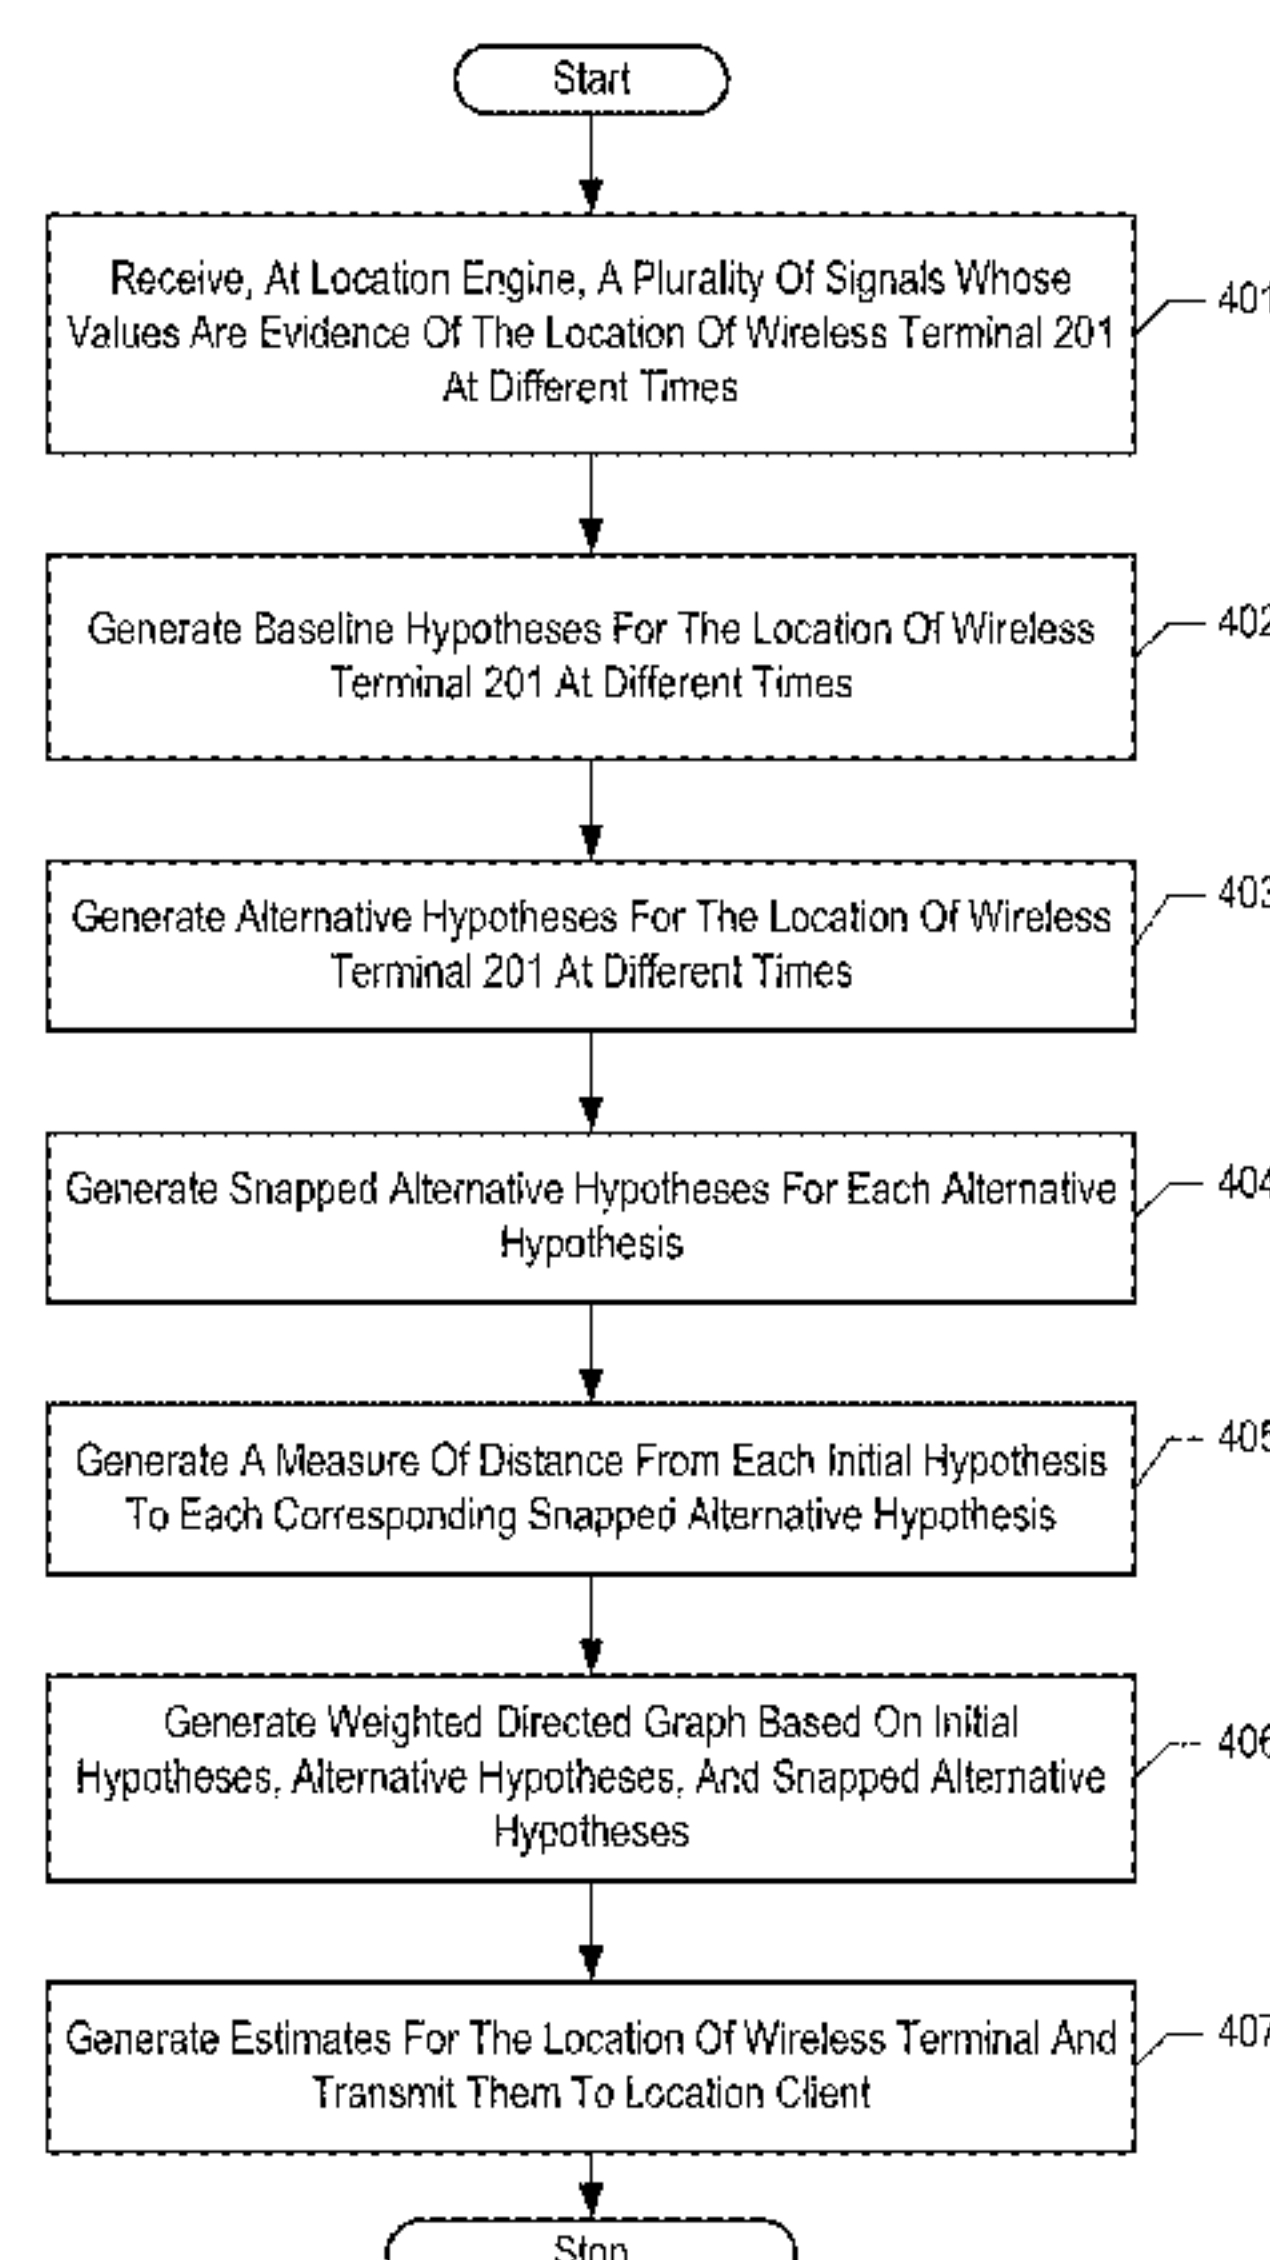 Start
Receive, At Location Engine, A Plurality Of Signals Whose
Values Are Evidence Of The Location Of Wireless Terminal 201
At Different Times
401
Generate Baseline Hypotheses For The Location Of Wireless
Terminal 201 At Different Times
402
Generate Alternative Hypotheses For The Location Of Wireless
Terminal 201 At Different Times
403
Generate Snapped Alternative Hypotheses For Each Alternative
Hypothesis
404
Generate A Measure Of Distance From Each Initial Hypothesis
To Each Corresponding Snapped Alternative Hypothesis
405
Generate Weighted Directed Graph Based On Initial
Hypotheses, Alternative Hypotheses, And Snapped Alternative
Hypotheses
406
Generate Estimates For The Location Of Wireless Terminal And
Transmit Them To Location Client
407
Stop